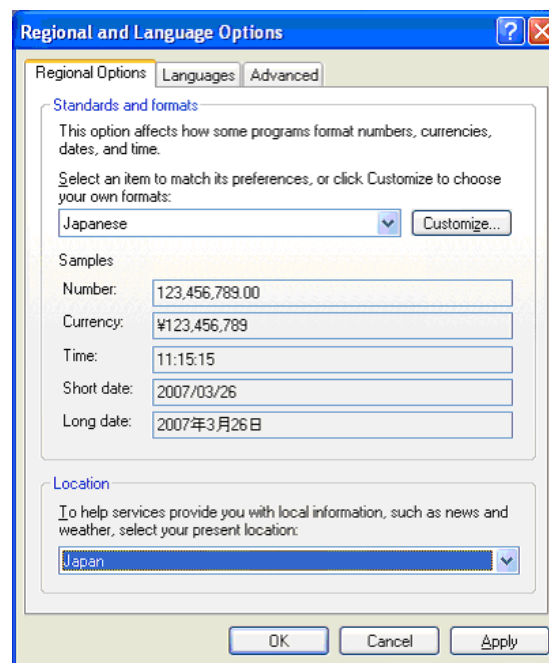 Regional and Language Options
Regional Options Languages Advanced
Standards and formats
This option affects how some programs format numbers, currencies,
dates, and time.
Select an item to match its preferences, or click Customize to choose
your own formats:
Japanese Customize...
Samples
Number: 123,456,789.00
Currency: ¥123,456,789
Time: 11:15:15
Short date: 2007/03/26
Long date: 2007年3月26日
Location
To help services provide you with local information, such as news and
weather, select your present location:
Japan
OK Cancel Apply